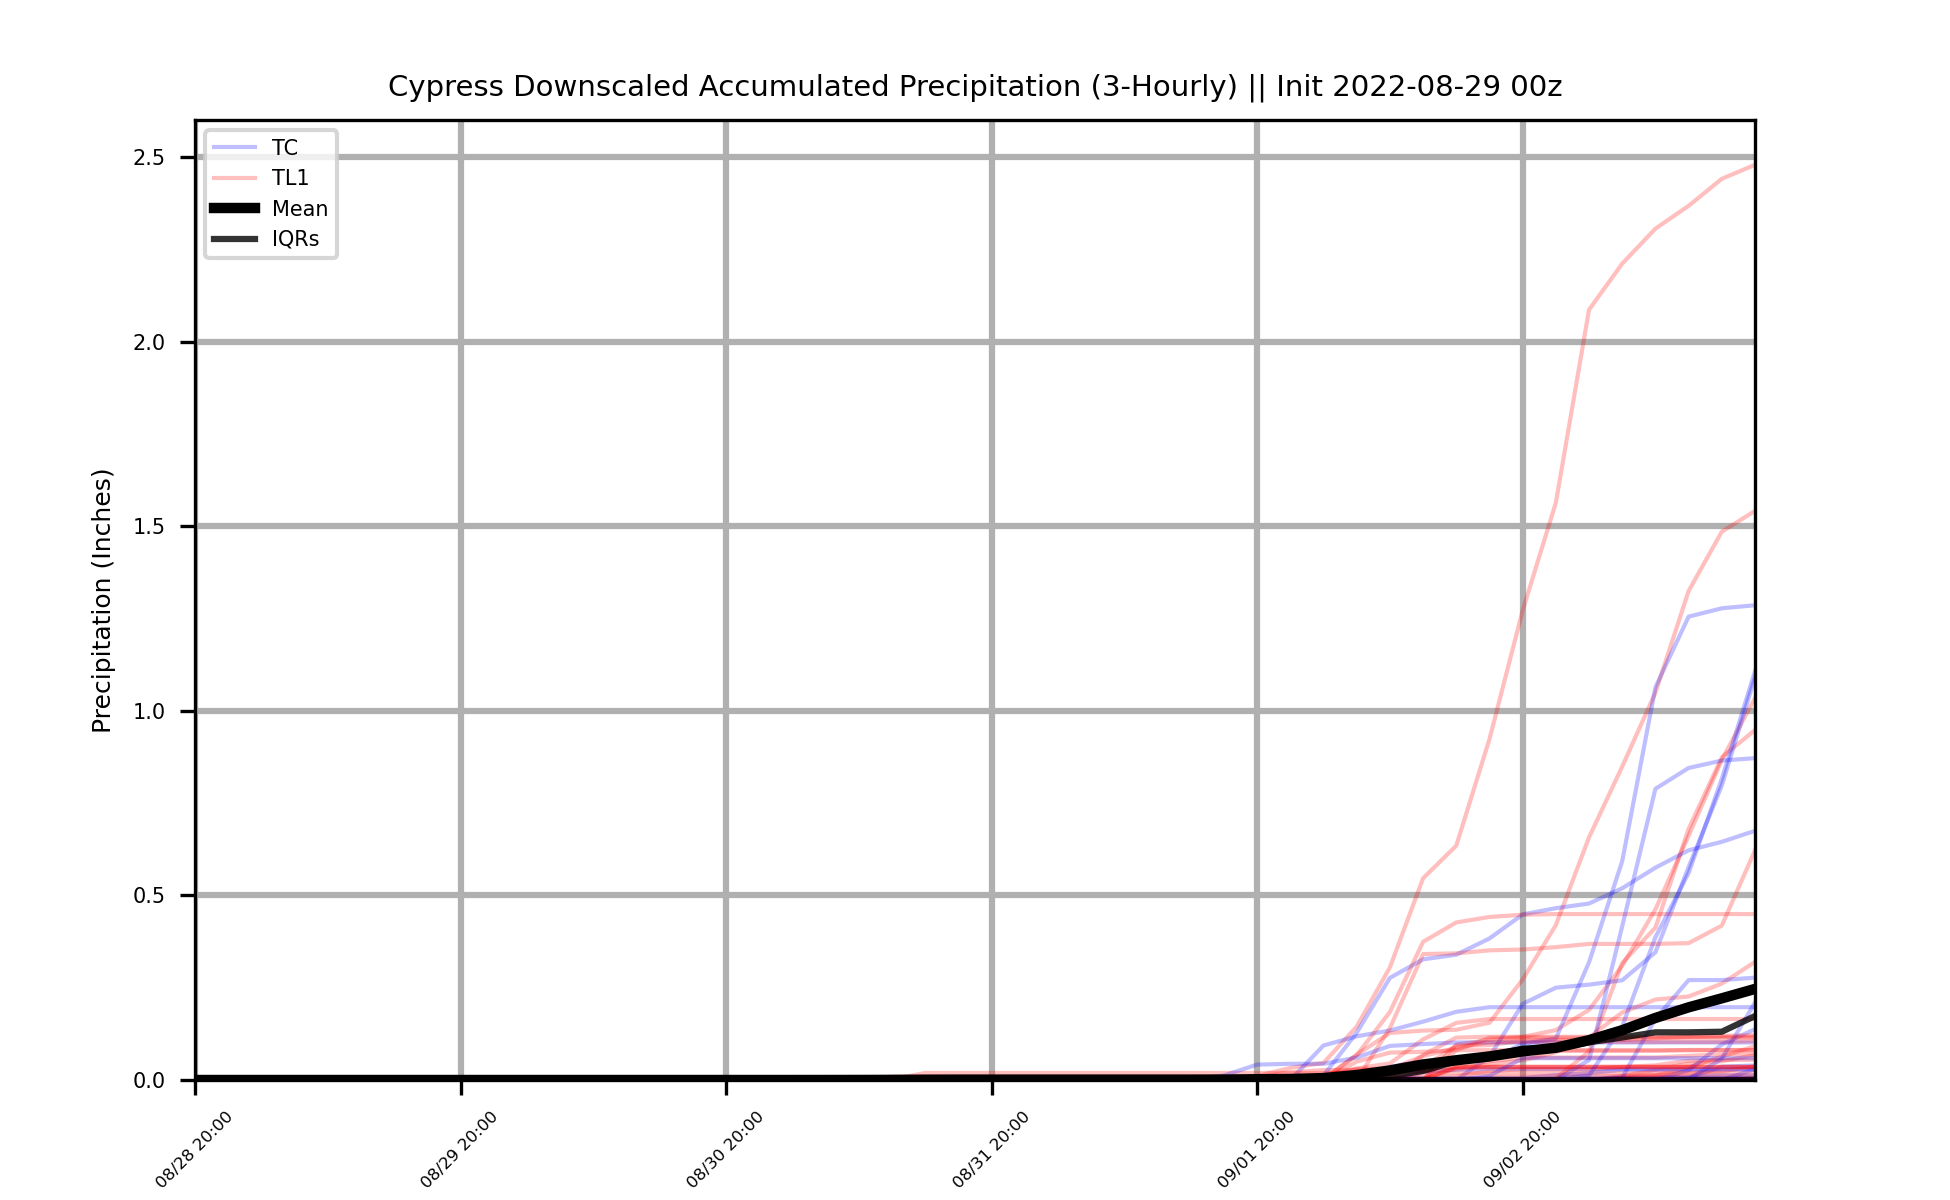 Cypress Downscaled Accumulated Precipitation (3-Hourly) || Init 2022-08-29 00z
TC
TL1
Mean
IQRs
Precipitation (Inches)
2.5
2.0
1.5
1.0
0.5
0.0
08/28 20:00
08/29 20:00
08/30 20:00
08/31 20:00
09/01 20:00
09/02 20:00